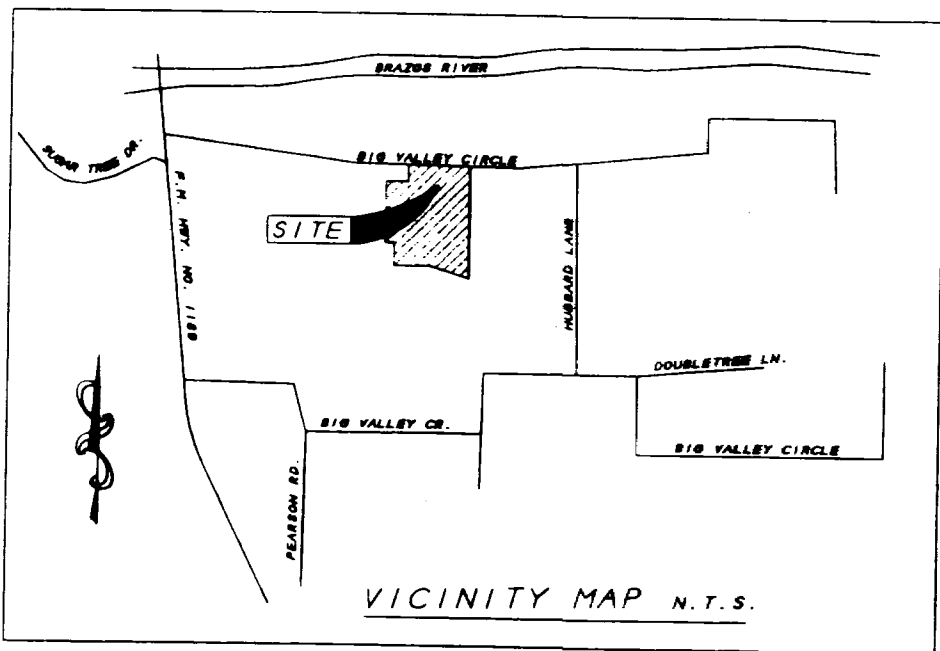 BRAZOS RIVER
SUGAR TREE DR.
BIG VALLEY CIRCLE
F.M. HWY. NO. 1189
SITE
HUBBARD LANE
DOUBLETREE LN.
BIG VALLEY CR.
BIG VALLEY CIRCLE
PEARSON RD.
VICINITY MAP N.T.S.